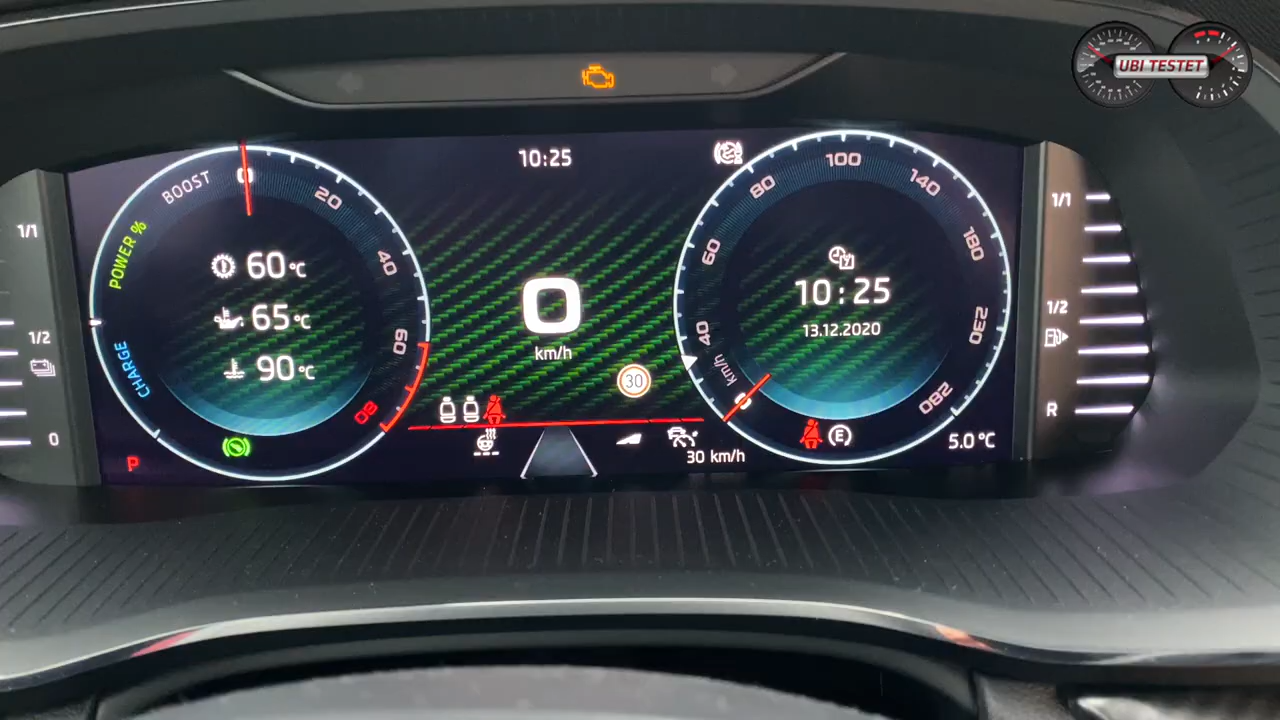 UBI TESTET
10:25
1/1
1/2
0
POWER %
CHARGE
BOOST
0
20
40
60
80
60 °C
65 °C
90 °C
P
0
km/h
30
30 km/h
km/h
0
40
60
80
100
140
180
230
280
10:25
13.12.2020
E
5.0 °C
1/1
1/2
R